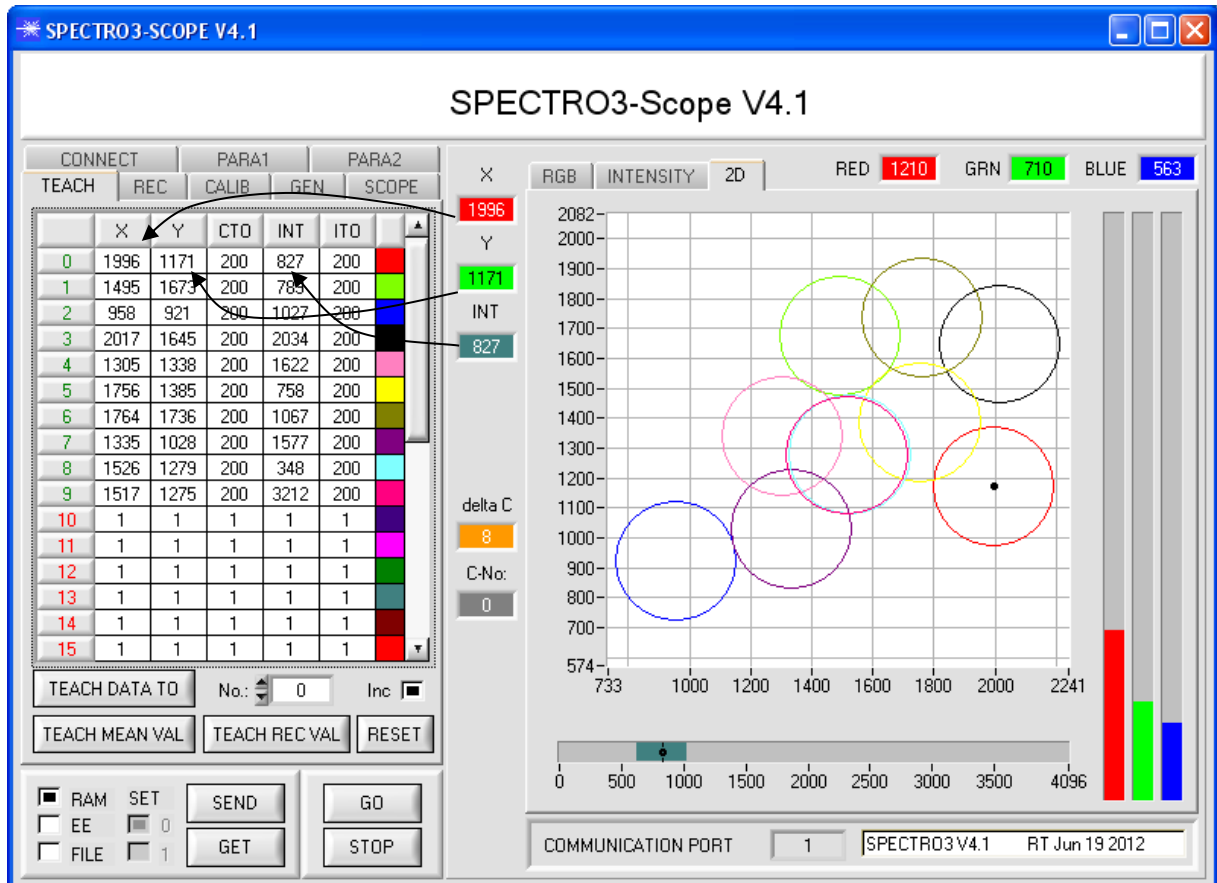 SPECTRO3-SCOPE V4.1
SPECTRO3-Scope V4.1
CONNECT PARA1 PARA2
TEACH REC CALIB GEN SCOPE
X Y CTO INT ITO
0 1996 1171 200 827 200
1 1495 1673 200 789 200
2 958 921 200 1027 200
3 2017 1645 200 2034 200
4 1305 1338 200 1622 200
5 1756 1385 200 758 200
6 1764 1736 200 1067 200
7 1335 1028 200 1577 200
8 1526 1279 200 348 200
9 1517 1275 200 3212 200
10 1 1 1 1 1
11 1 1 1 1 1
12 1 1 1 1 1
13 1 1 1 1 1
14 1 1 1 1 1
15 1 1 1 1 1
TEACH DATA TO No.: 0 Inc
TEACH MEAN VAL TEACH REC VAL RESET
RAM SET
EE 0
FILE 1
SEND
GET
GO
STOP
X
1996
Y
1171
INT
827
delta C
8
C-No:
0
RGB INTENSITY 2D
RED 1210 GRN 710 BLUE 563
2082
2000
1900
1800
1700
1600
1500
1400
1300
1200
1100
1000
900
800
700
574
733 1000 1200 1400 1600 1800 2000 2241
0 500 1000 1500 2000 2500 3000 3500 4096
COMMUNICATION PORT 1 SPECTRO3 V4.1 RT Jun 19 2012